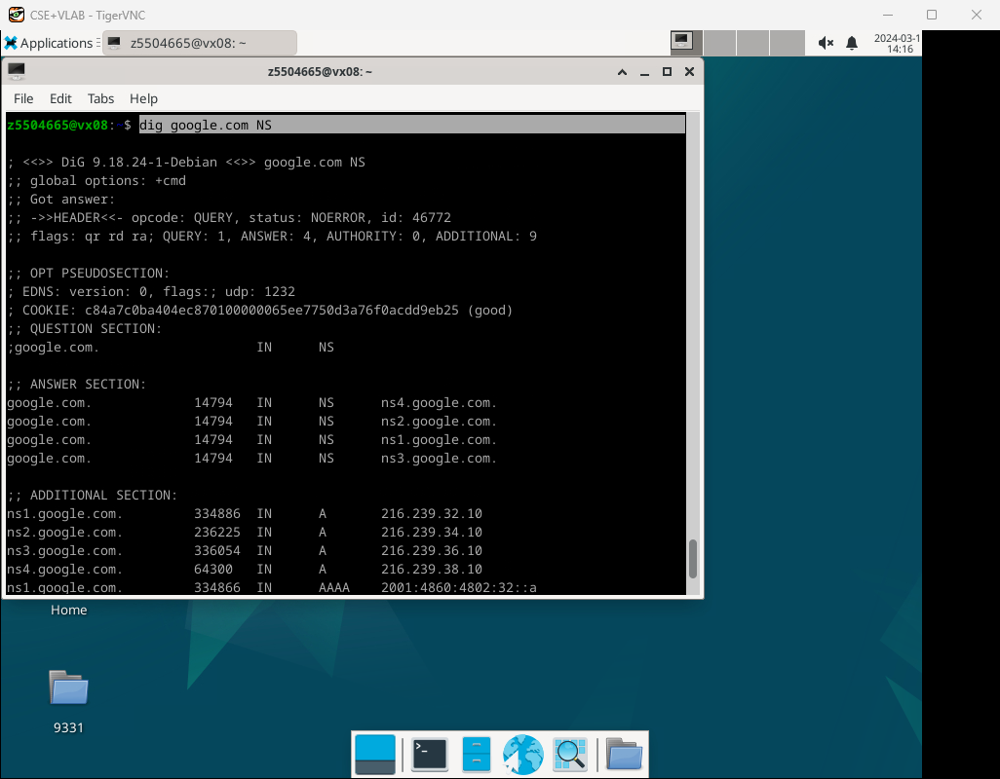 CSE+VLAB - TigerVNC
Applications
z5504665@vx08: ~
2024-03-1
14:16
z5504665@vx08: ~
File Edit Tabs Help
z5504665@vx08:~$ dig google.com NS
; <<>> DiG 9.18.24-1-Debian <<>> google.com NS
;; global options: +cmd
;; Got answer:
;; ->>HEADER<<- opcode: QUERY, status: NOERROR, id: 46772
;; flags: qr rd ra; QUERY: 1, ANSWER: 4, AUTHORITY: 0, ADDITIONAL: 9
;; OPT PSEUDOSECTION:
; EDNS: version: 0, flags:; udp: 1232
; COOKIE: c84a7c0ba404ec870100000065ee7750d3a76f0acdd9eb25 (good)
;; QUESTION SECTION:
;google.com. IN NS
;; ANSWER SECTION:
google.com. 14794 IN NS ns4.google.com.
google.com. 14794 IN NS ns2.google.com.
google.com. 14794 IN NS ns1.google.com.
google.com. 14794 IN NS ns3.google.com.
;; ADDITIONAL SECTION:
ns1.google.com. 334886 IN A 216.239.32.10
ns2.google.com. 236225 IN A 216.239.34.10
ns3.google.com. 336054 IN A 216.239.36.10
ns4.google.com. 64300 IN A 216.239.38.10
ns1.google.com. 334866 IN AAAA 2001:4860:4802:32::a
Home
9331